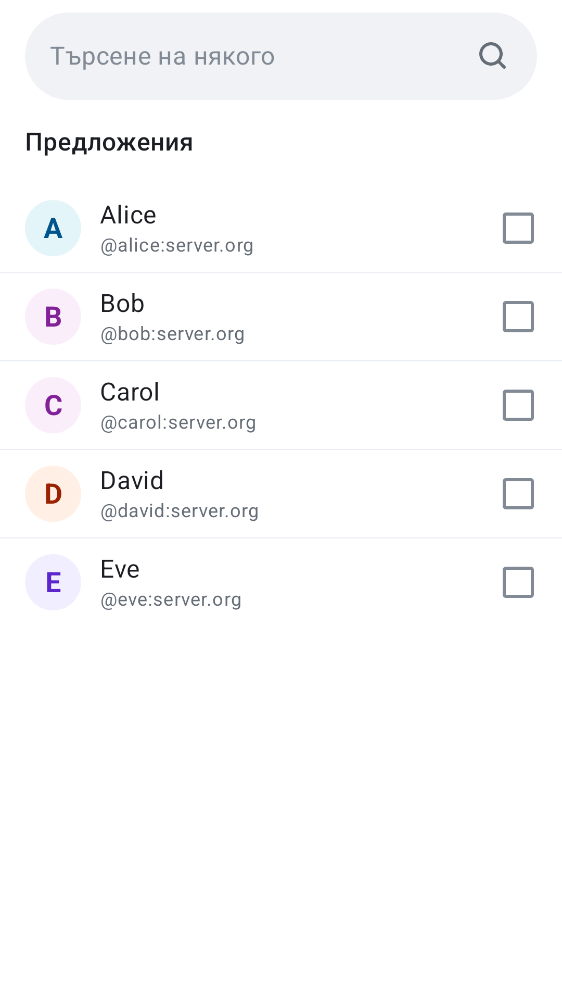 Търсене на някого
Предложения
A
Alice
@alice:server.org
B
Bob
@bob:server.org
C
Carol
@carol:server.org
D
David
@david:server.org
E
Eve
@eve:server.org